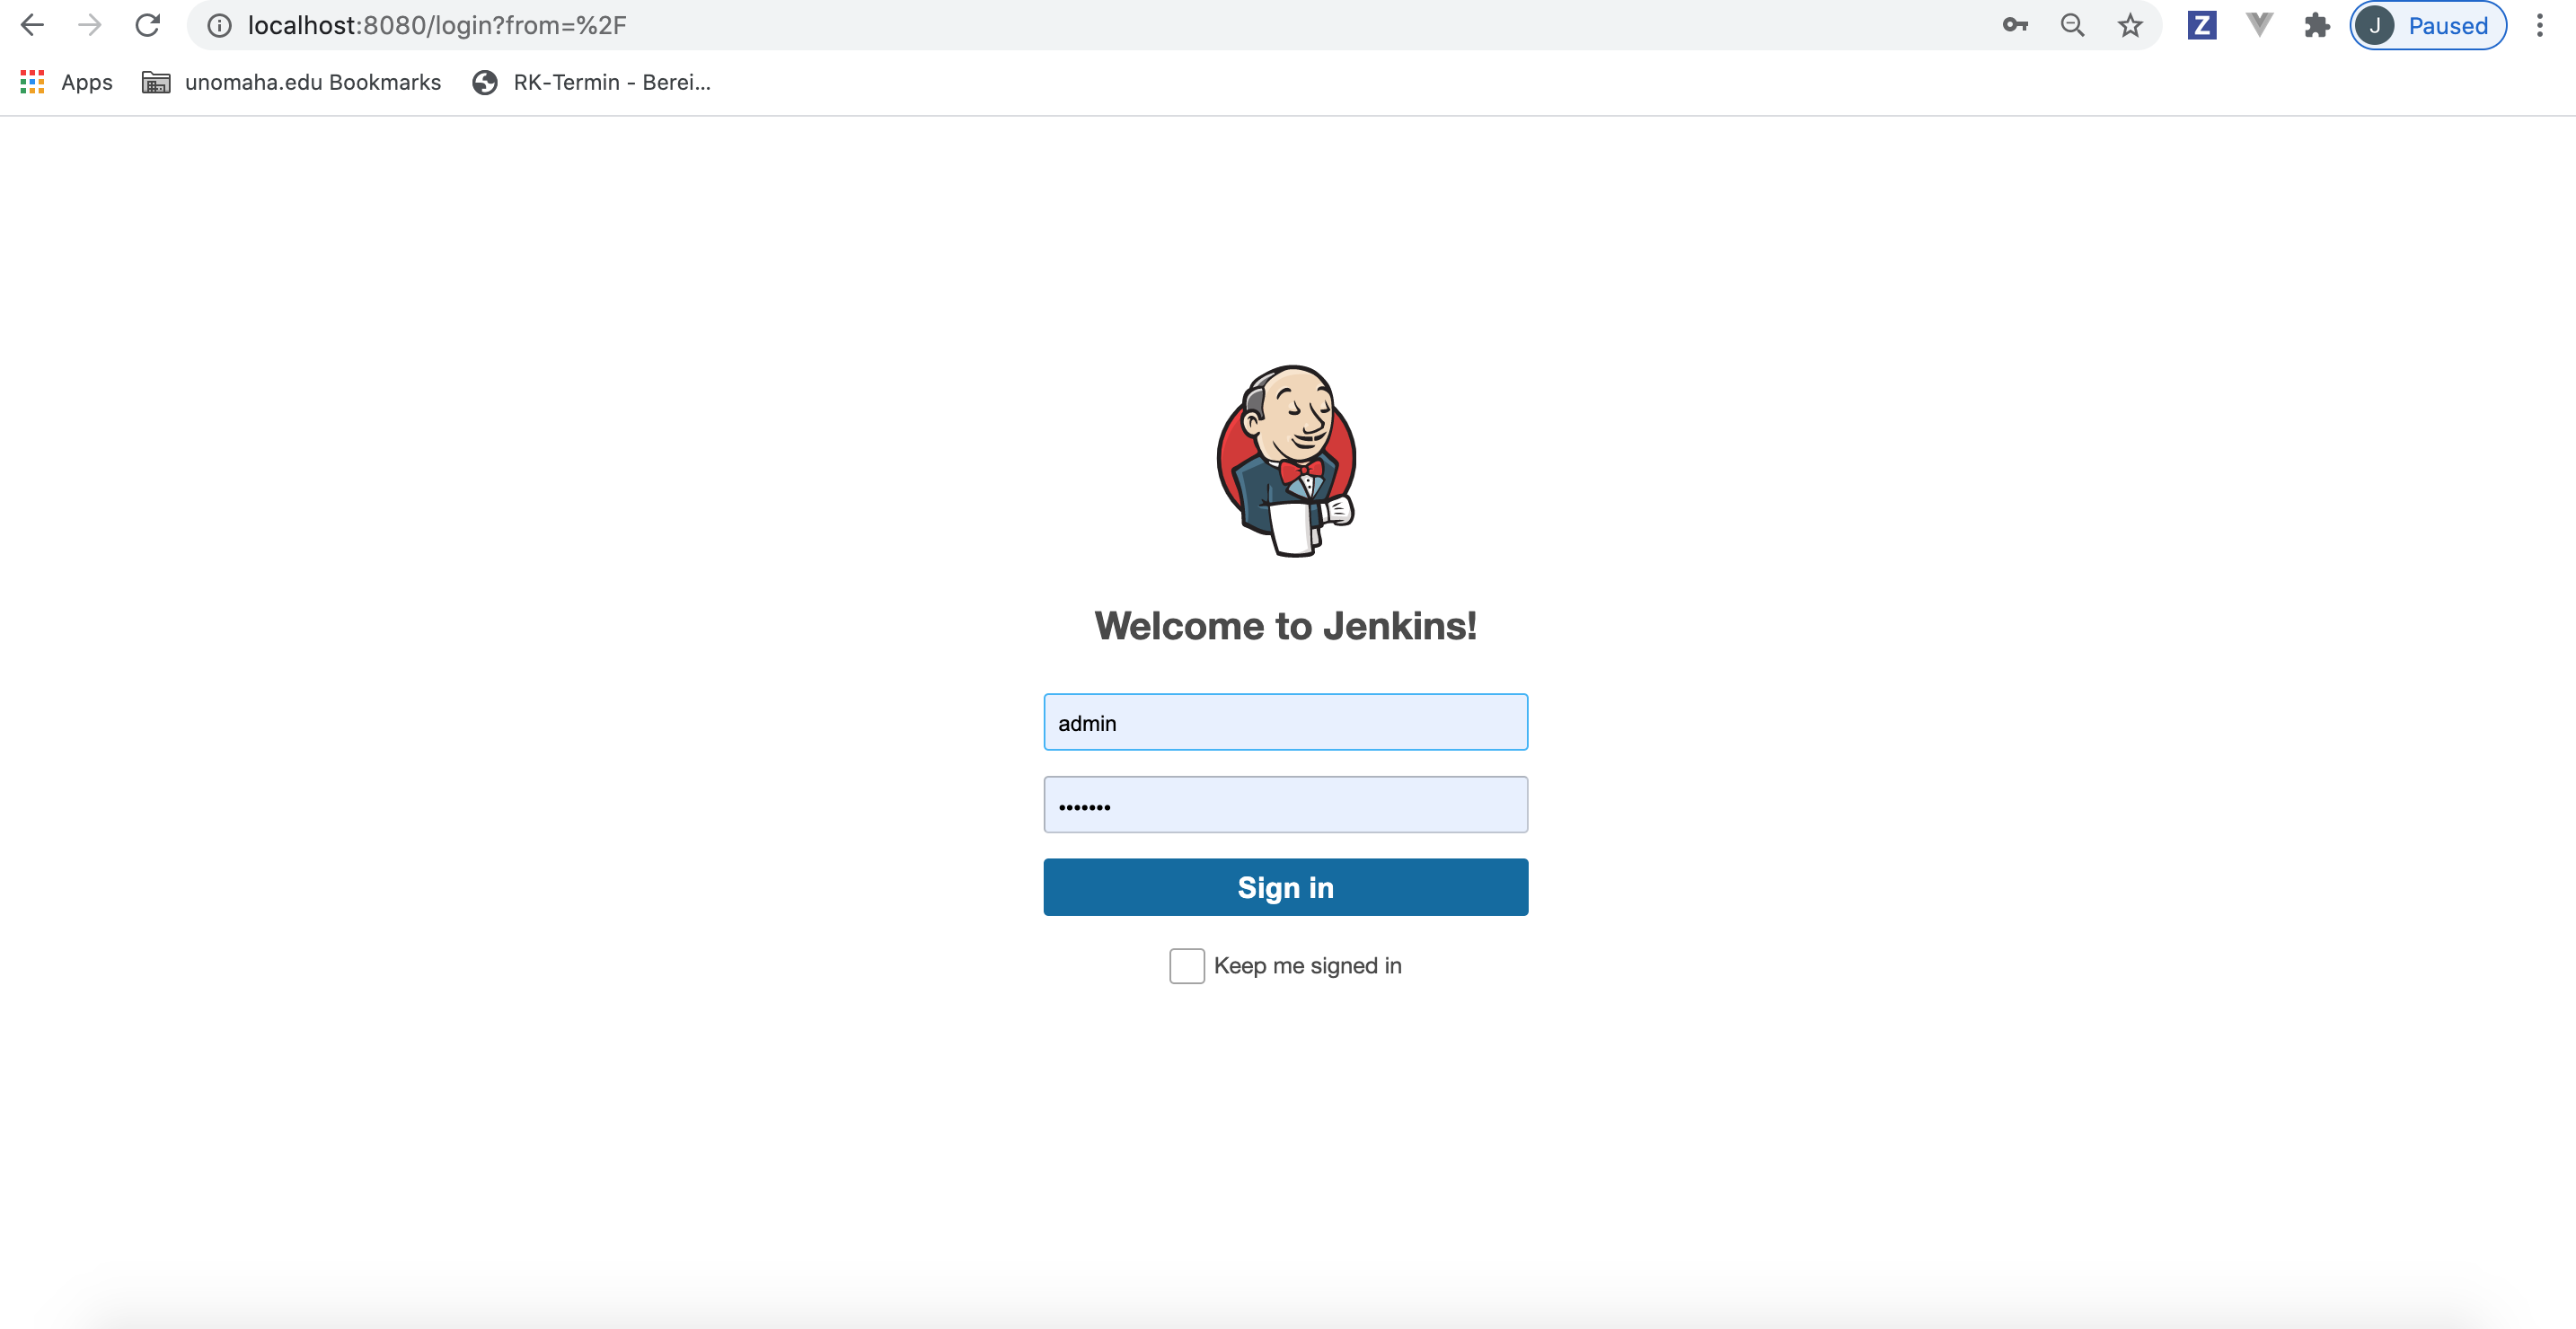 localhost:8080/login?from=%2F
Z
J
Paused
Apps
unomaha.edu Bookmarks
RK-Termin - Berei...
Welcome to Jenkins!
admin
•••••••
Sign in
Keep me signed in